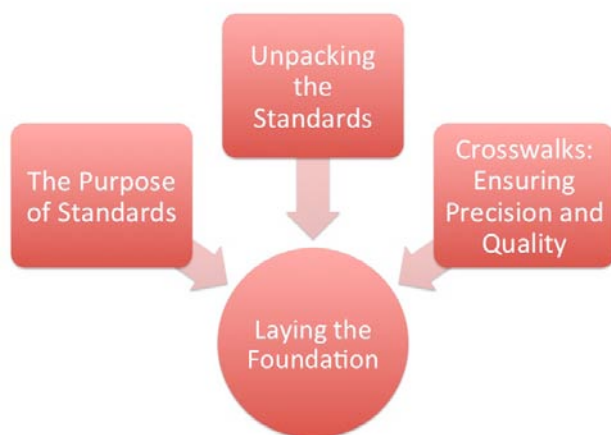 Unpacking
the
Standards
The Purpose
of Standards
Crosswalks:
Ensuring
Precision and
Quality
Laying the
Foundation